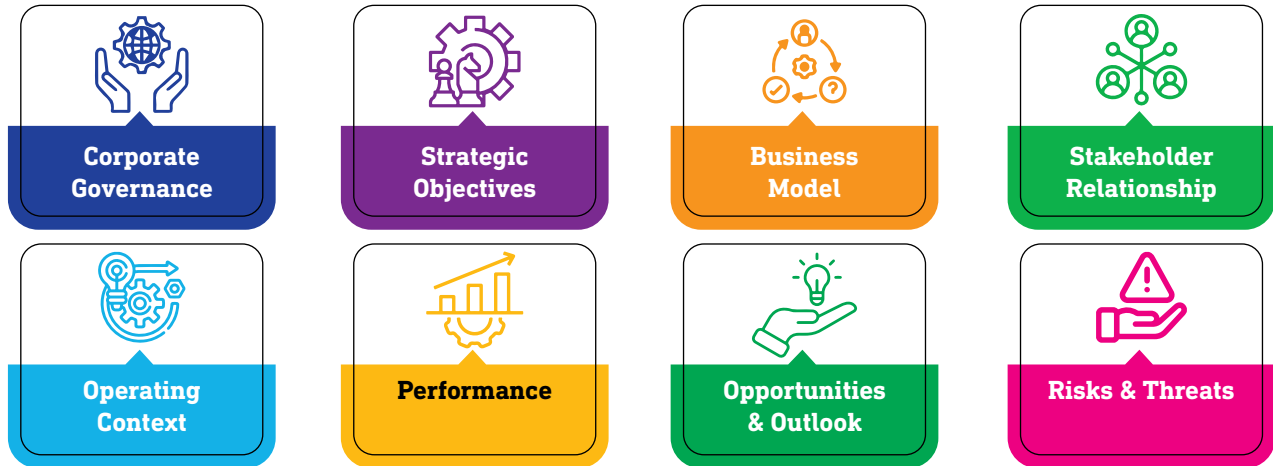 Corporate
Governance
Strategic
Objectives
Business
Model
Stakeholder
Relationship
Operating
Context
Performance
Opportunities
& Outlook
Risks & Threats